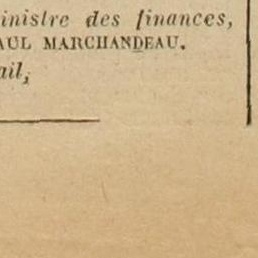 inistre des finances,
AUL MARCHANDEAU.
ail,